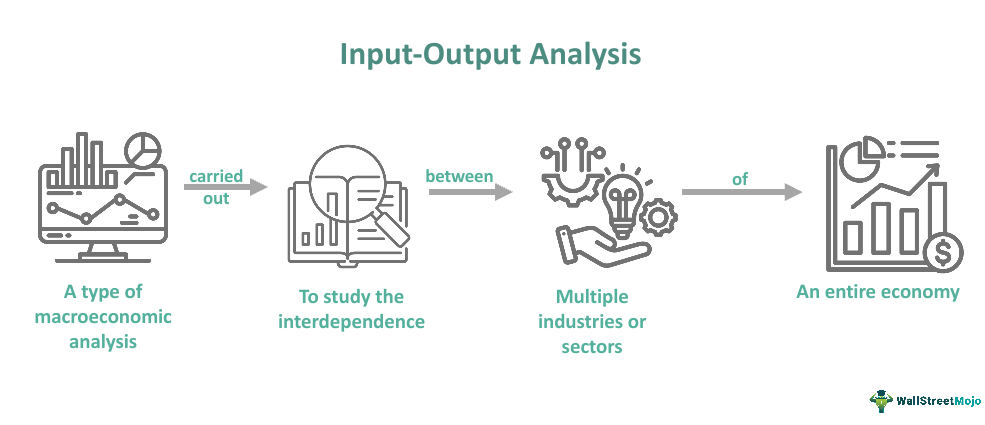 Input-Output Analysis
carried
out
between
of
A type of
macroeconomic
analysis
To study the
interdependence
Multiple
industries or
sectors
An entire economy
$
WallStreetMojo